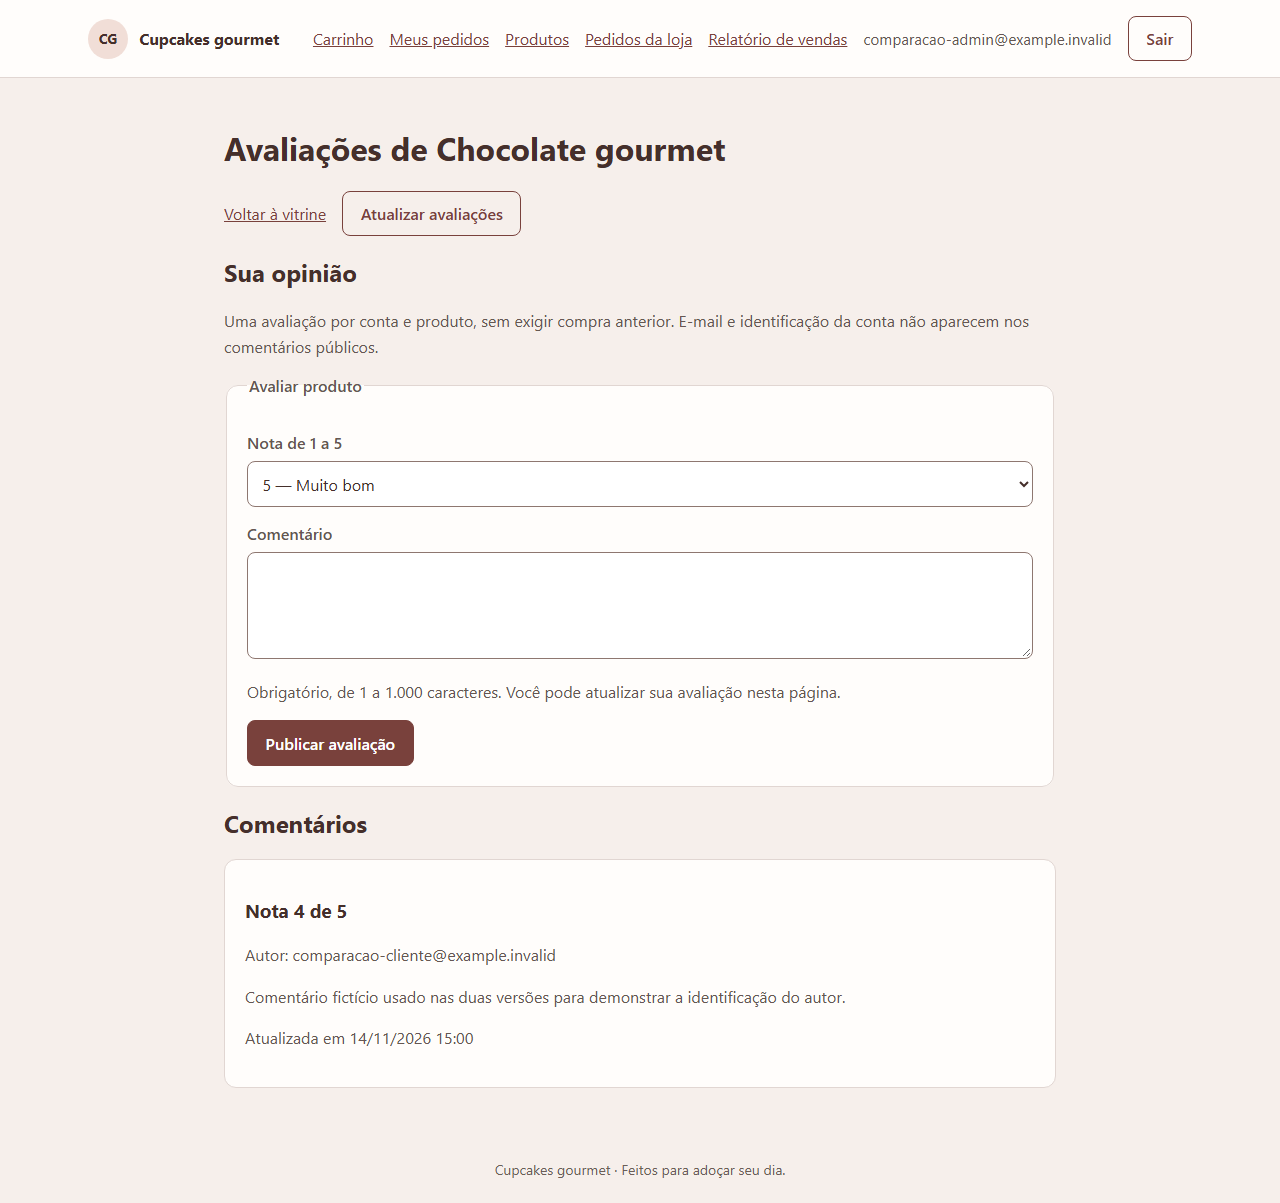 CG Cupcakes gourmet Carrinho Meus pedidos Produtos Pedidos da loja Relatório de vendas comparacao-admin@example.invalid Sair
Avaliações de Chocolate gourmet
Voltar à vitrine Atualizar avaliações
Sua opinião
Uma avaliação por conta e produto, sem exigir compra anterior. E-mail e identificação da conta não aparecem nos
comentários públicos.
Avaliar produto
Nota de 1 a 5
5 — Muito bom
Comentário
Obrigatório, de 1 a 1.000 caracteres. Você pode atualizar sua avaliação nesta página.
Publicar avaliação
Comentários
Nota 4 de 5
Autor: comparacao-cliente@example.invalid
Comentário fictício usado nas duas versões para demonstrar a identificação do autor.
Atualizada em 14/11/2026 15:00
Cupcakes gourmet · Feitos para adoçar seu dia.